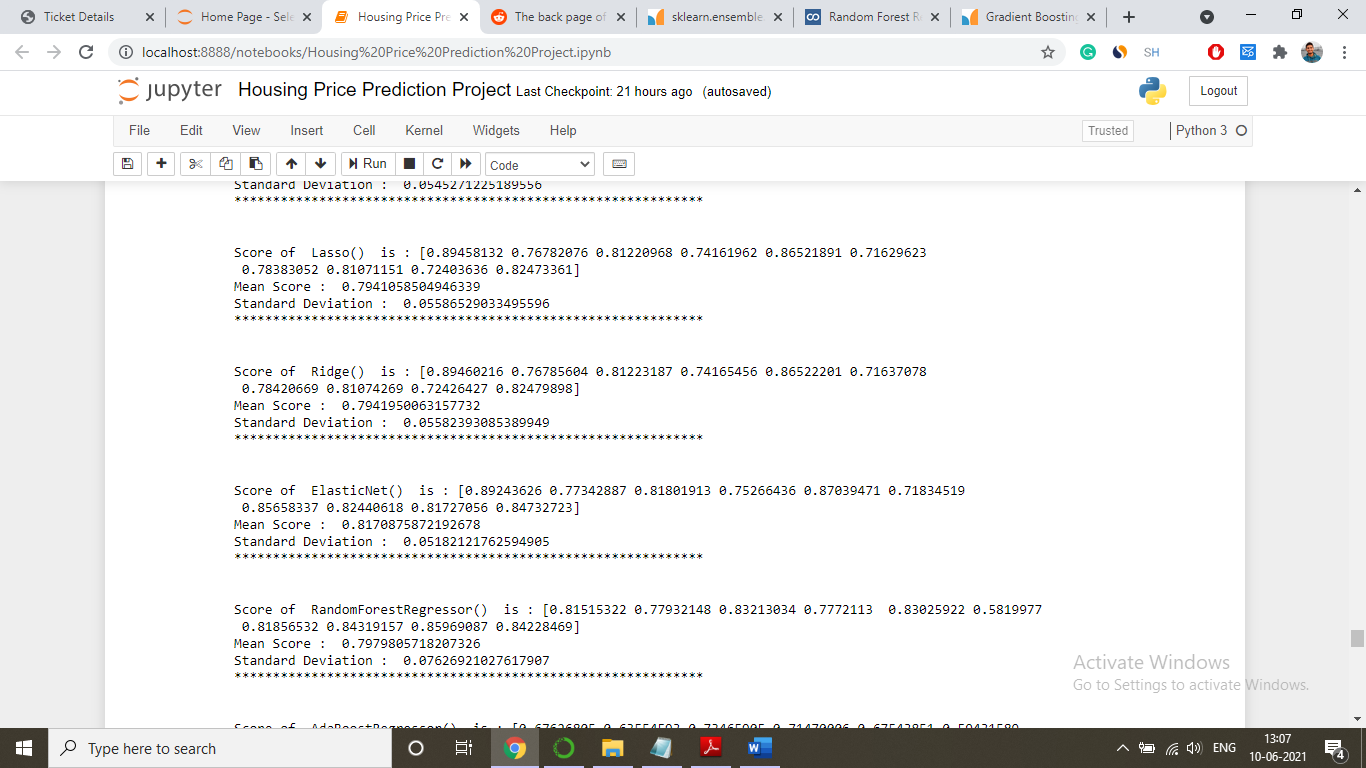 Ticket Details
Home Page - Sele
Housing Price Pre
The back page of
sklearn.ensemble.
Random Forest R
Gradient Boosting
localhost:8888/notebooks/Housing%20Price%20Prediction%20Project.ipynb
SH
jupyter Housing Price Prediction Project Last Checkpoint: 21 hours ago (autosaved)
Logout
File Edit View Insert Cell Kernel Widgets Help
Trusted
Python 3
Run
Code
Standard Deviation :  0.0545271225189556
*************************************************************
Score of  Lasso()  is : [0.89458132 0.76782076 0.81220968 0.74161962 0.86521891 0.71629623
0.78383052 0.81071151 0.72403636 0.82473361]
Mean Score :  0.7941058504946339
Standard Deviation :  0.05586529033495596
*************************************************************
Score of  Ridge()  is : [0.89460216 0.76785604 0.81223187 0.74165456 0.86522201 0.71637078
0.78420669 0.81074269 0.72426427 0.82479898]
Mean Score :  0.7941950063157732
Standard Deviation :  0.05582393085389949
*************************************************************
Score of  ElasticNet()  is : [0.89243626 0.77342887 0.81801913 0.75266436 0.87039471 0.71834519
0.85658337 0.82440618 0.81727056 0.84732723]
Mean Score :  0.8170875872192678
Standard Deviation :  0.05182121762594905
*************************************************************
Score of  RandomForestRegressor()  is : [0.81515322 0.77932148 0.83213034 0.7772113  0.83025922 0.5819977
0.81856532 0.84319157 0.85969087 0.84228469]
Mean Score :  0.7979805718207326
Standard Deviation :  0.07626921027617907
*************************************************************
Score of  AdaBoostRegressor()  is :
Activate Windows
Go to Settings to activate Windows.
Type here to search
ENG
13:07
10-06-2021
4